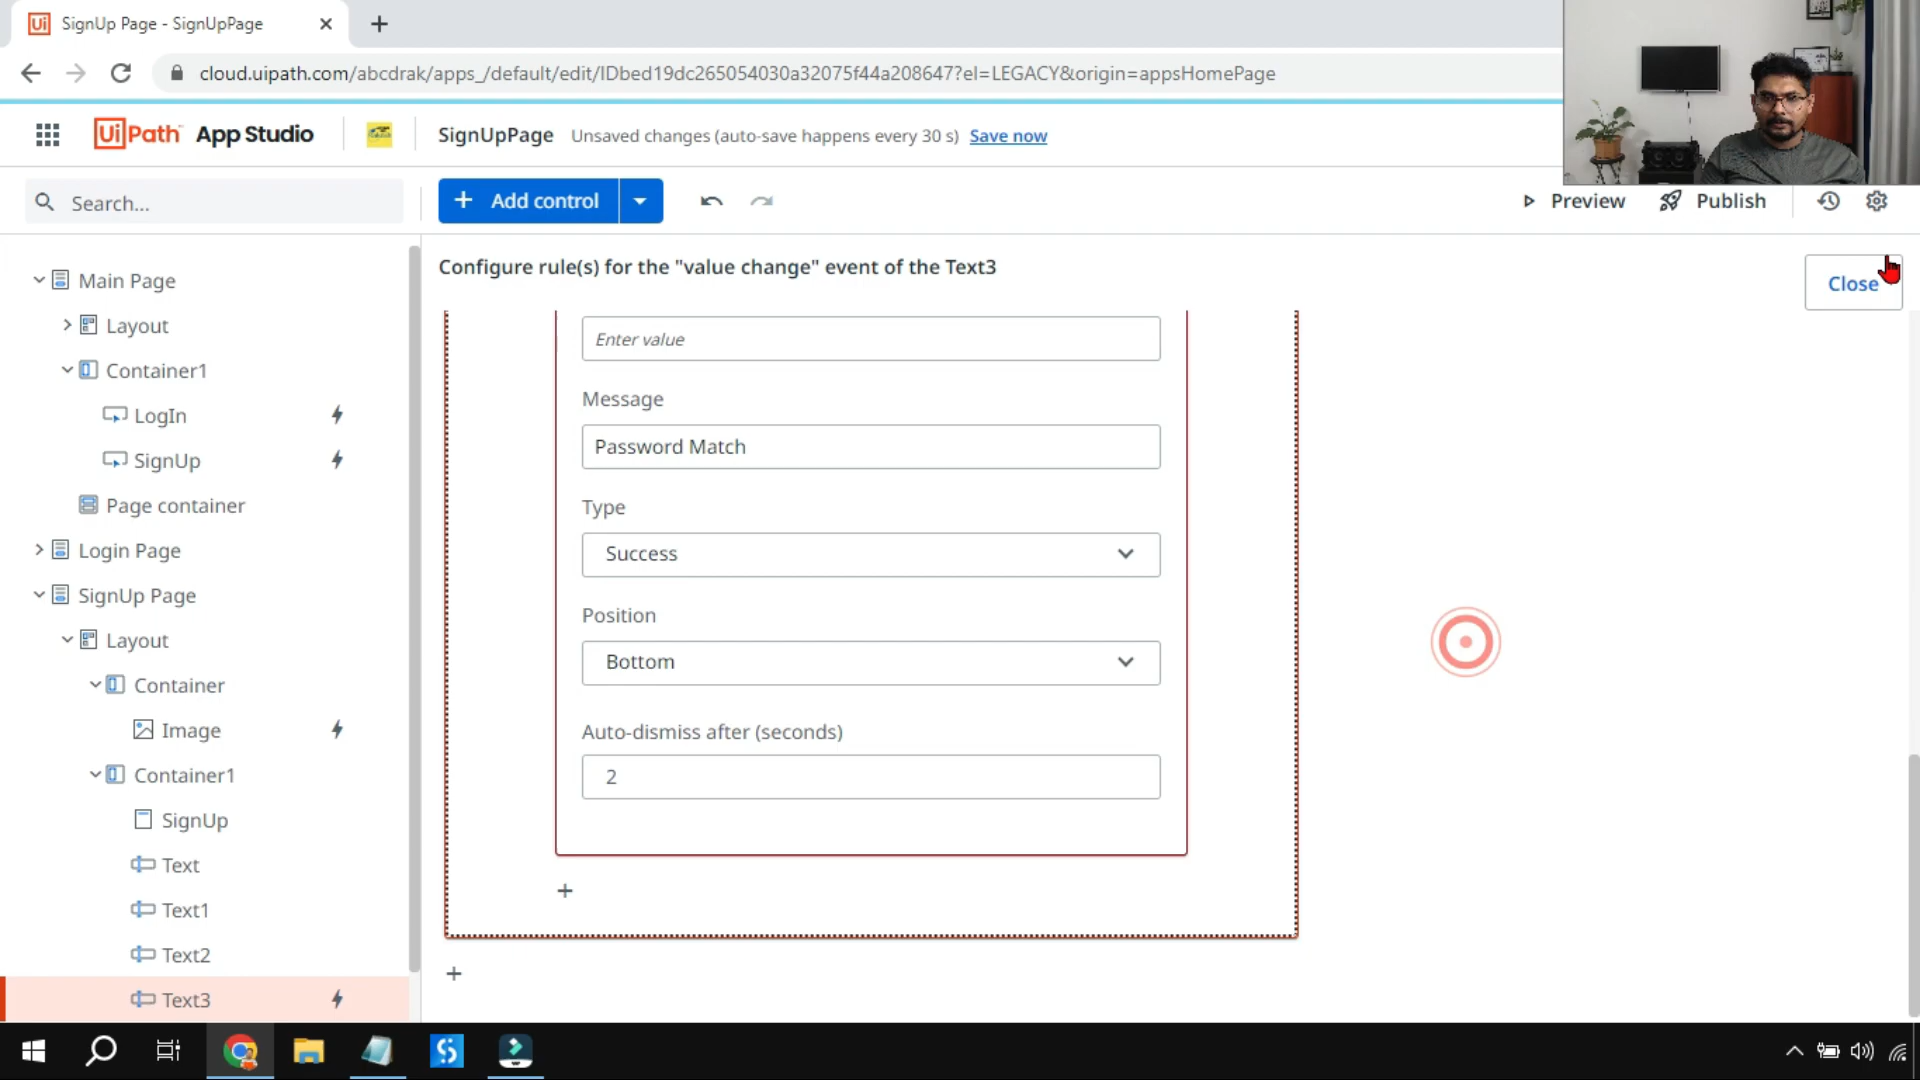 SignUp Page - SignUpPage
cloud.uipath.com/abcdrak/apps_/default/edit/IDbed19dc265054030a32075f44a208647?el=LEGACY&origin=appsHomePage
UiPath App Studio
SignUpPage Unsaved changes (auto-save happens every 30 s) Save now
Search...
Add control
Preview
Publish
Configure rule(s) for the "value change" event of the Text3
Close
Main Page
Layout
Container1
LogIn
SignUp
Page container
Login Page
SignUp Page
Layout
Container
Image
Container1
SignUp
Text
Text1
Text2
Text3
Enter value
Message
Password Match
Type
Success
Position
Bottom
Auto-dismiss after (seconds)
2